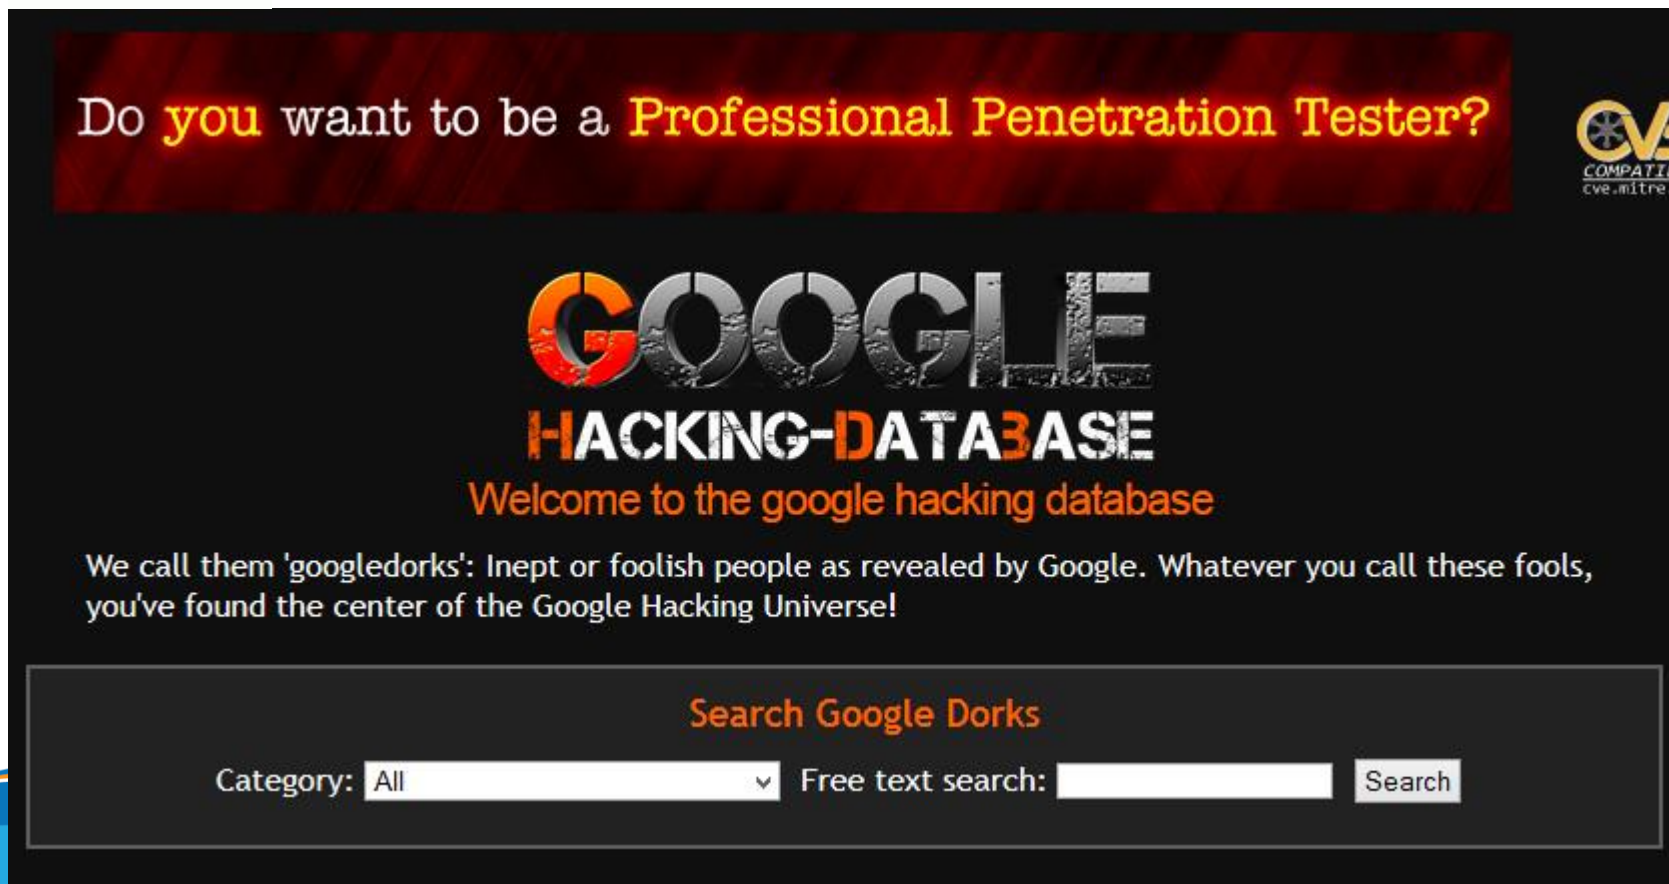 Do you want to be a Professional Penetration Tester?
cve.mitre
GOOGLE
HACKING-DATABASE
Welcome to the google hacking database
We call them 'googledorks': Inept or foolish people as revealed by Google. Whatever you call these fools,
you've found the center of the Google Hacking Universe!
Search Google Dorks
Category: All Free text search: Search